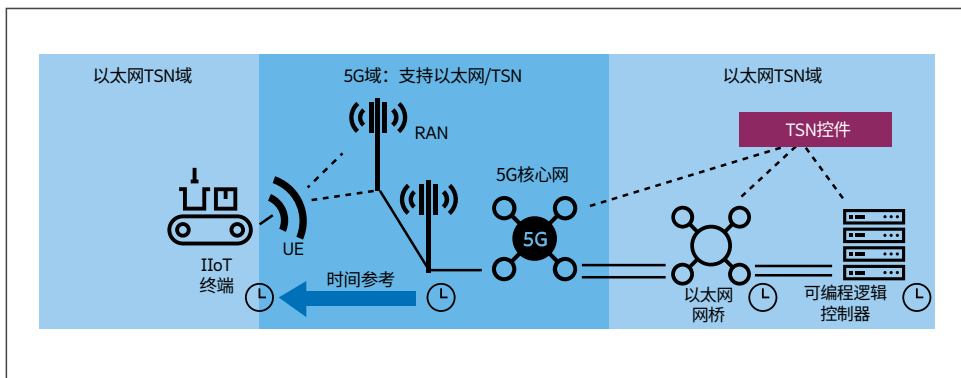 以太网TSN域
5G域：支持以太网/TSN
以太网TSN域
TSN控件
RAN
5G核心网
5G
UE
IIoT
终端
时间参考
以太网
网桥
可编程逻辑
控制器